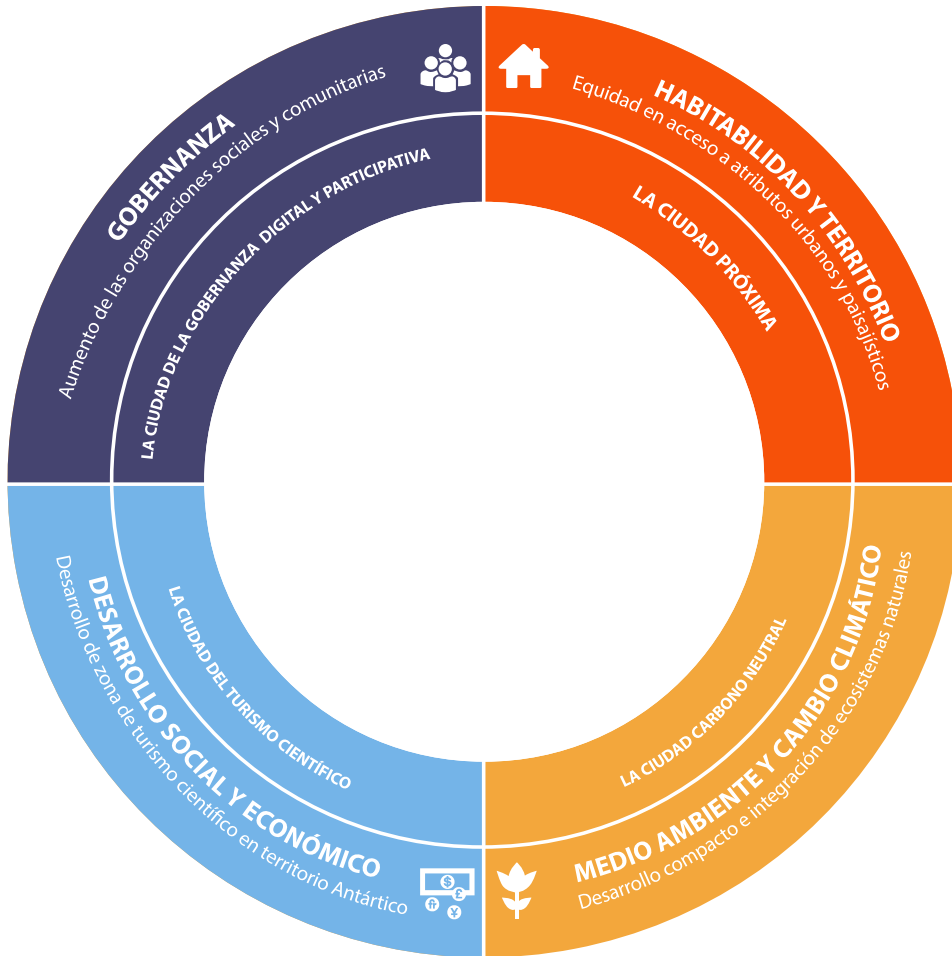 GOBERNANZA
Aumento de las organizaciones sociales y comunitarias
LA CIUDAD DE LA GOBERNANZA DIGITAL Y PARTICIPATIVA
HABITABILIDAD Y TERRITORIO
Equidad en acceso a atributos urbanos y paisajísticos
LA CIUDAD PRÓXIMA
DESARROLLO SOCIAL Y ECONÓMICO
Desarrollo de zona de turismo científico en territorio Antártico
LA CIUDAD DEL TURISMO CIENTÍFICO
$
£
¥
MEDIO AMBIENTE Y CAMBIO CLIMÁTICO
Desarrollo compacto e integración de ecosistemas naturales
LA CIUDAD CARBONO NEUTRAL